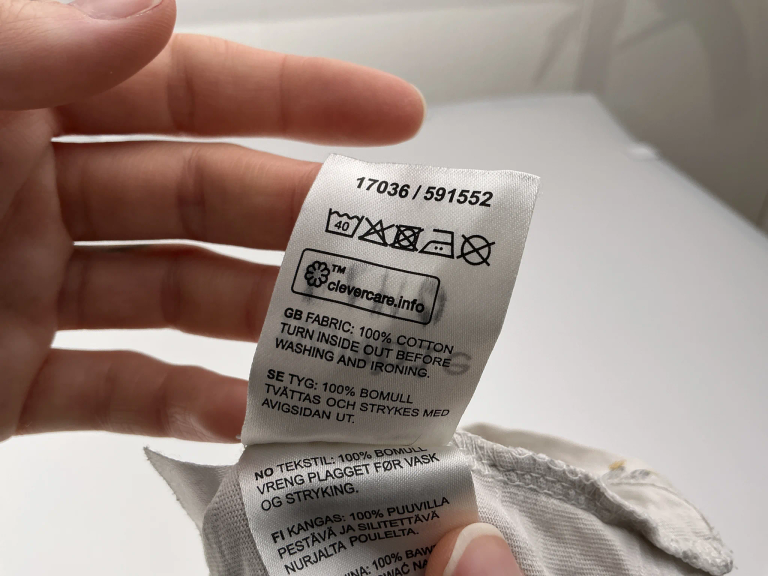 17036 / 591552
40
™
clevercare.info
GB FABRIC: 100% COTTON
TURN INSIDE OUT BEFORE
WASHING AND IRONING.
SE TYG: 100% BOMULL
TVÄTTAS OCH STRYKES MED
AVIGSIDAN UT.
NO TEKSTIL: 100% BOMULL
VRENG PLAGGET FØR VASK
OG STRYKING.
FI KANGAS: 100% PUUVILLA
PESTÄVÄ JA SILITETTÄVÄ
NURJALTA PUOLELTA.
100%